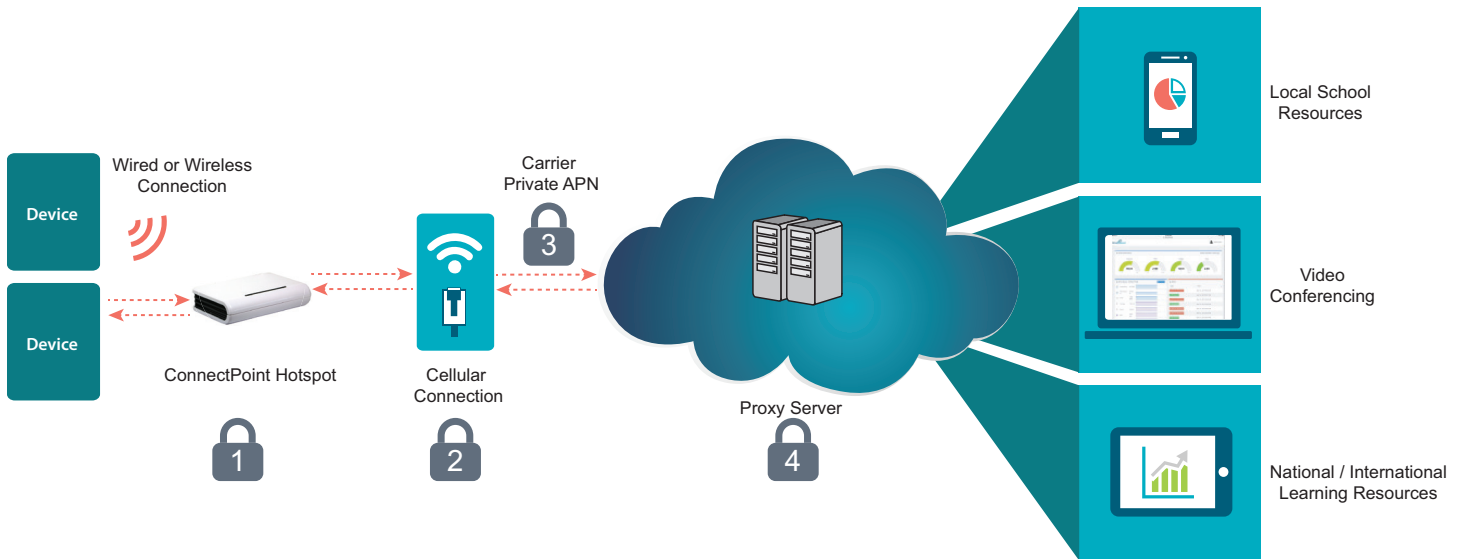 Device
Wired or Wireless
Connection
Device
ConnectPoint Hotspot
1
Cellular
Connection
2
Carrier
Private APN
3
Proxy Server
4
Local School
Resources
Video
Conferencing
National / International
Learning Resources